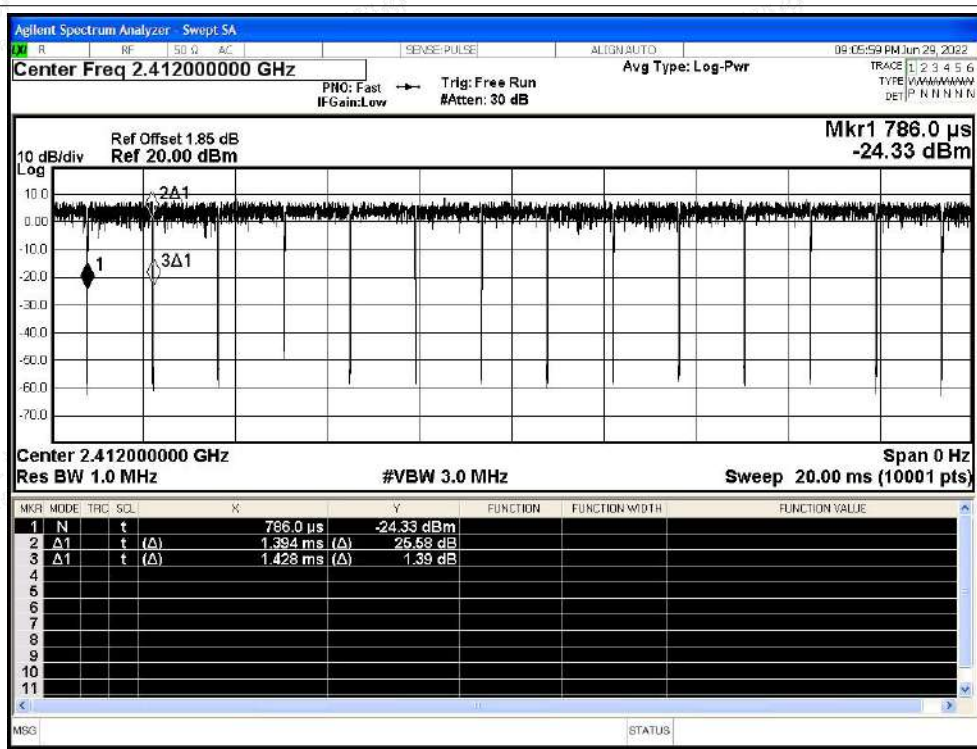 Agilent Spectrum Analyzer - Swept SA
LXI R RF 50 Ω AC SENSE:PULSE ALIGN AUTO 09:05:59 PM Jun 29, 2022
Center Freq 2.412000000 GHz Avg Type: Log-Pwr TRACE 1 2 3 4 5 6
PNO: Fast Trig: Free Run TYPE WWWWWWW
IFGain:Low #Atten: 30 dB DET P N N N N N
Mkr1 786.0 µs
Ref Offset 1.85 dB
10 dB/div Ref 20.00 dBm -24.33 dBm
Log
10.0
2Δ1
0.00
-10.0
1 3Δ1
-20.0
-30.0
-40.0
-50.0
-60.0
-70.0
Center 2.412000000 GHz Span 0 Hz
Res BW 1.0 MHz #VBW 3.0 MHz Sweep 20.00 ms (10001 pts)
MKR MODE TRC SCL X Y FUNCTION FUNCTION WIDTH FUNCTION VALUE
1 N t 786.0 µs -24.33 dBm
2 Δ1 t (Δ) 1.394 ms (Δ) 25.58 dB
3 Δ1 t (Δ) 1.428 ms (Δ) 1.39 dB
4
5
6
7
8
9
10
11
MSG STATUS